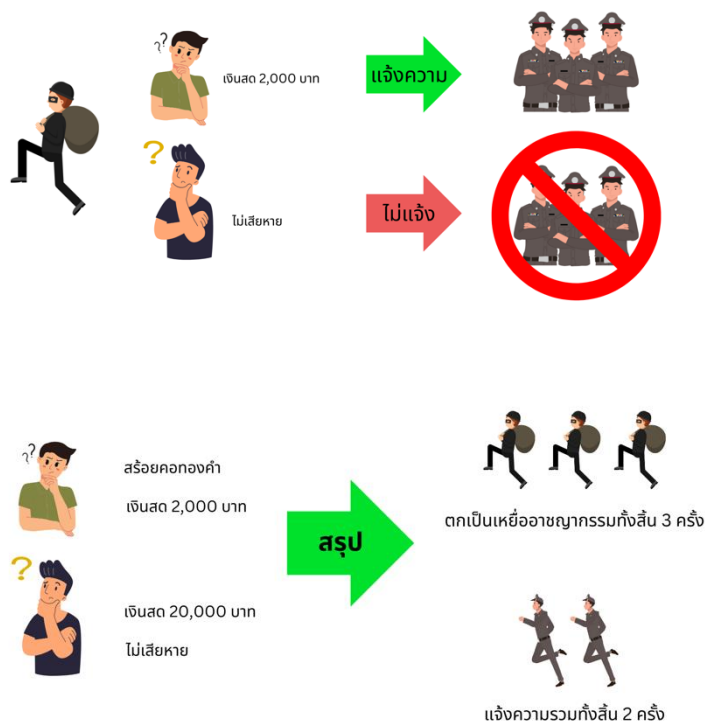 ??
เงินสด 2,000 บาท
แจ้งความ
?
ไม่เสียหาย
ไม่แจ้ง
??
สร้อยคอทองคำ
เงินสด 2,000 บาท
สรุป
ตกเป็นเหยื่ออาชญากรรมทั้งสิ้น 3 ครั้ง
?
เงินสด 20,000 บาท
ไม่เสียหาย
แจ้งความรวมทั้งสิ้น 2 ครั้ง